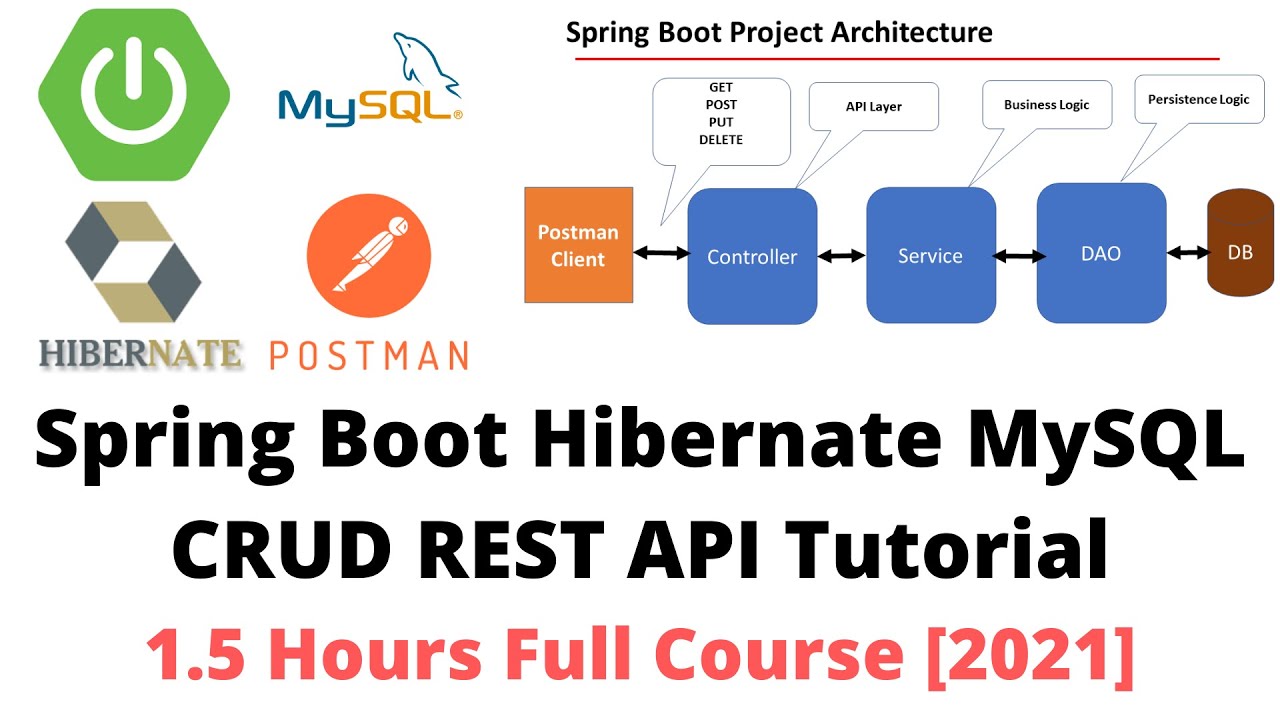 MySQL®
HIBERNATE
POSTMAN
Spring Boot Project Architecture
GET
POST
PUT
DELETE
API Layer
Business Logic
Persistence Logic
Postman
Client
Controller
Service
DAO
DB
Spring Boot Hibernate MySQL
CRUD REST API Tutorial
1.5 Hours Full Course [2021]